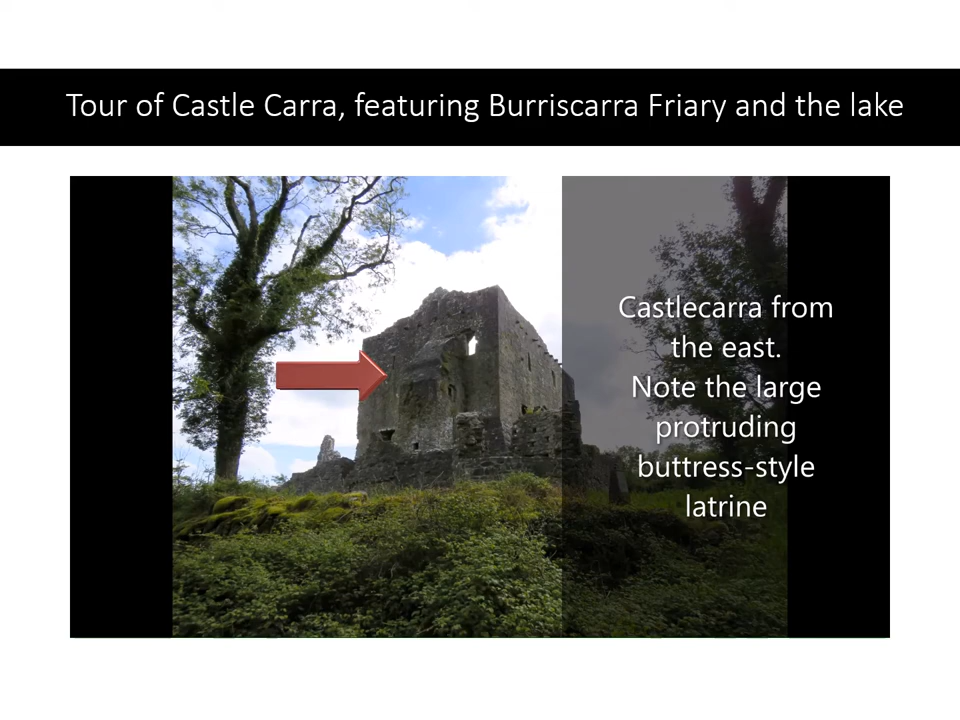 Tour of Castle Carra, featuring Burriscarra Friary and the lake
Castlecarra from
the east.
Note the large
protruding
buttress-style
latrine